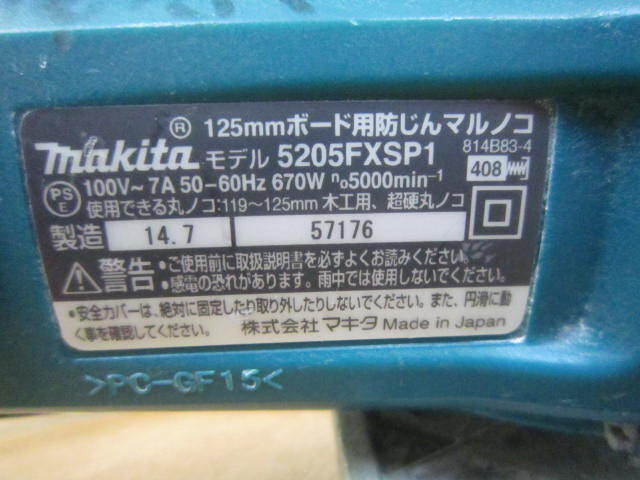 ® 125mmボード用防じんマルノコ
makita モデル 5205FXSP1 814B83-4
PSE 100V～7A 50-60Hz 670W n₀5000min⁻¹ 408
使用できる丸ノコ:119～125mm 木工用、超硬丸ノコ
製造 14.7 57176
警告 •ご使用前に取扱説明書を必ずよくお読みください。
•感電の恐れがあります。雨中では使用しないでください。
•安全カバーは、絶対に固定したり取り外したりしないでください。また、円滑に動
く事を確認してください。
株式会社 マキタ Made in Japan
>PC-GF15<